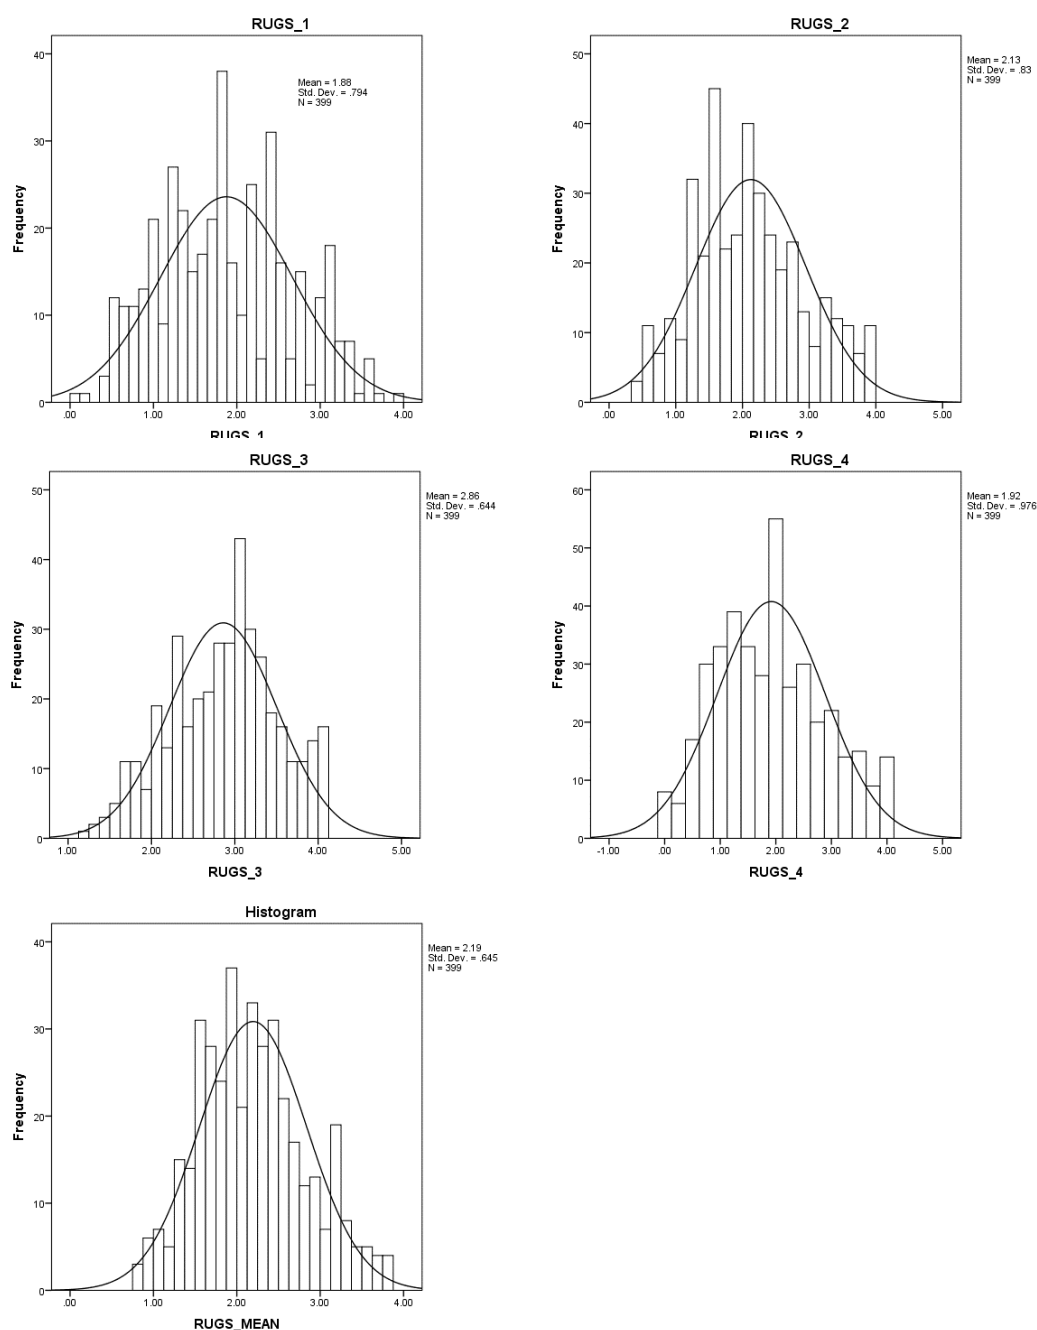 RUGS_1
Mean = 1.88
Std. Dev. = .794
N = 399
Frequency
40
30
20
10
0
.00 1.00 2.00 3.00 4.00
RUGS_1
RUGS_2
Mean = 2.13
Std. Dev. = .83
N = 399
Frequency
50
40
30
20
10
0
.00 1.00 2.00 3.00 4.00 5.00
RUGS_2
RUGS_3
Mean = 2.86
Std. Dev. = .644
N = 399
Frequency
50
40
30
20
10
0
1.00 2.00 3.00 4.00 5.00
RUGS_3
RUGS_4
Mean = 1.92
Std. Dev. = .976
N = 399
Frequency
60
50
40
30
20
10
0
-1.00 .00 1.00 2.00 3.00 4.00 5.00
RUGS_4
Histogram
Mean = 2.19
Std. Dev. = .645
N = 399
Frequency
40
30
20
10
0
.00 1.00 2.00 3.00 4.00
RUGS_MEAN